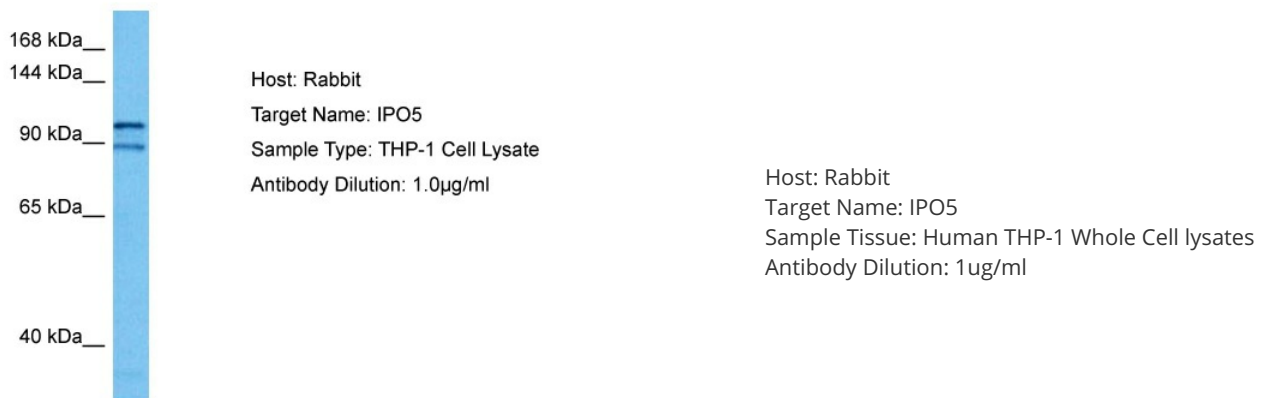 168 kDa__
144 kDa__
90 kDa__
65 kDa__
40 kDa__
Host: Rabbit
Target Name: IPO5
Sample Type: THP-1 Cell Lysate
Antibody Dilution: 1.0µg/ml
Host: Rabbit
Target Name: IPO5
Sample Tissue: Human THP-1 Whole Cell lysates
Antibody Dilution: 1ug/ml